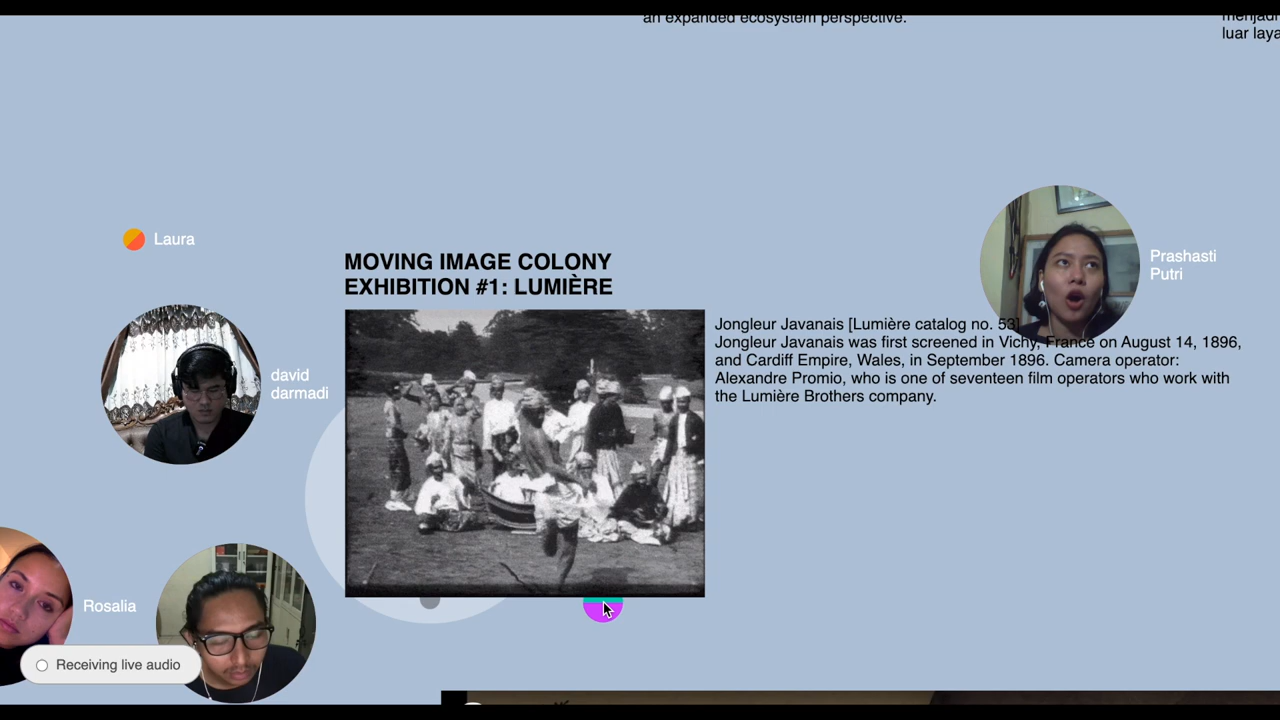 an expanded ecosystem perspective.
menjadi
luar laya
Laura
MOVING IMAGE COLONY
EXHIBITION #1: LUMIÈRE
Prashasti
Putri
Jongleur Javanais [Lumière catalog no. 53]
Jongleur Javanais was first screened in Vichy, France on August 14, 1896,
and Cardiff Empire, Wales, in September 1896. Camera operator:
Alexandre Promio, who is one of seventeen film operators who work with
the Lumière Brothers company.
david
darmadi
Rosalia
Receiving live audio